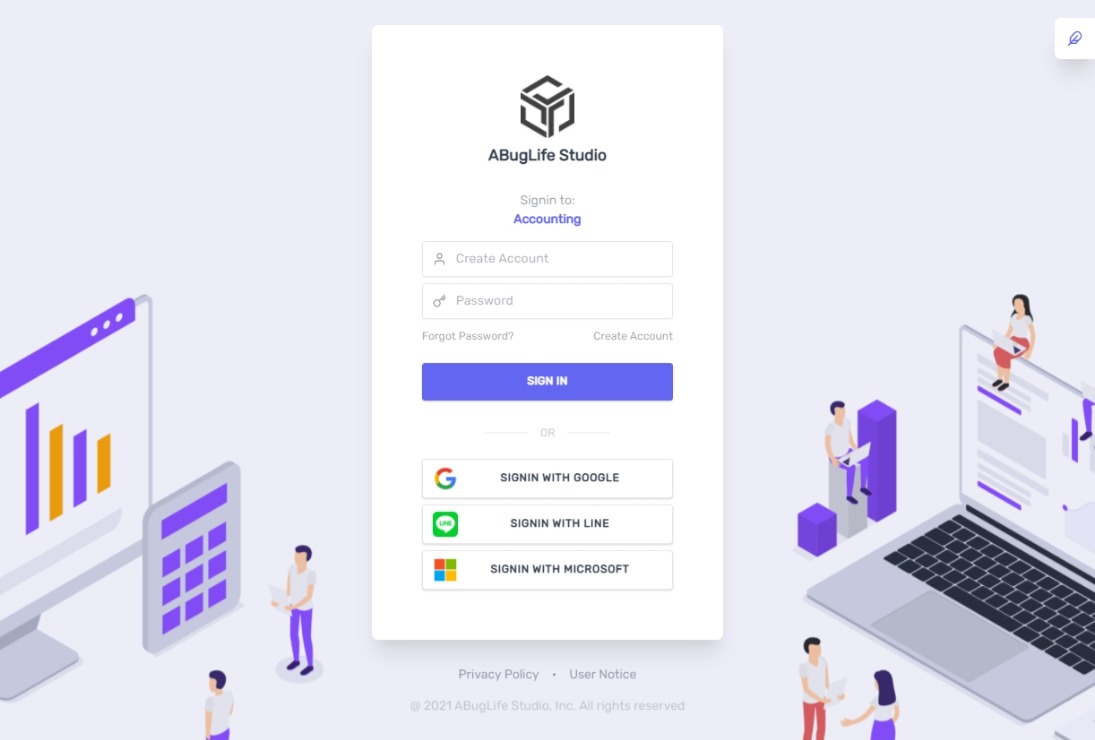 ABugLife Studio
Signin to:
Accounting
Create Account
Password
Forgot Password? Create Account
SIGN IN
OR
SIGNIN WITH GOOGLE
LINE
SIGNIN WITH LINE
SIGNIN WITH MICROSOFT
Privacy Policy • User Notice
@ 2021 ABugLife Studio, Inc. All rights reserved